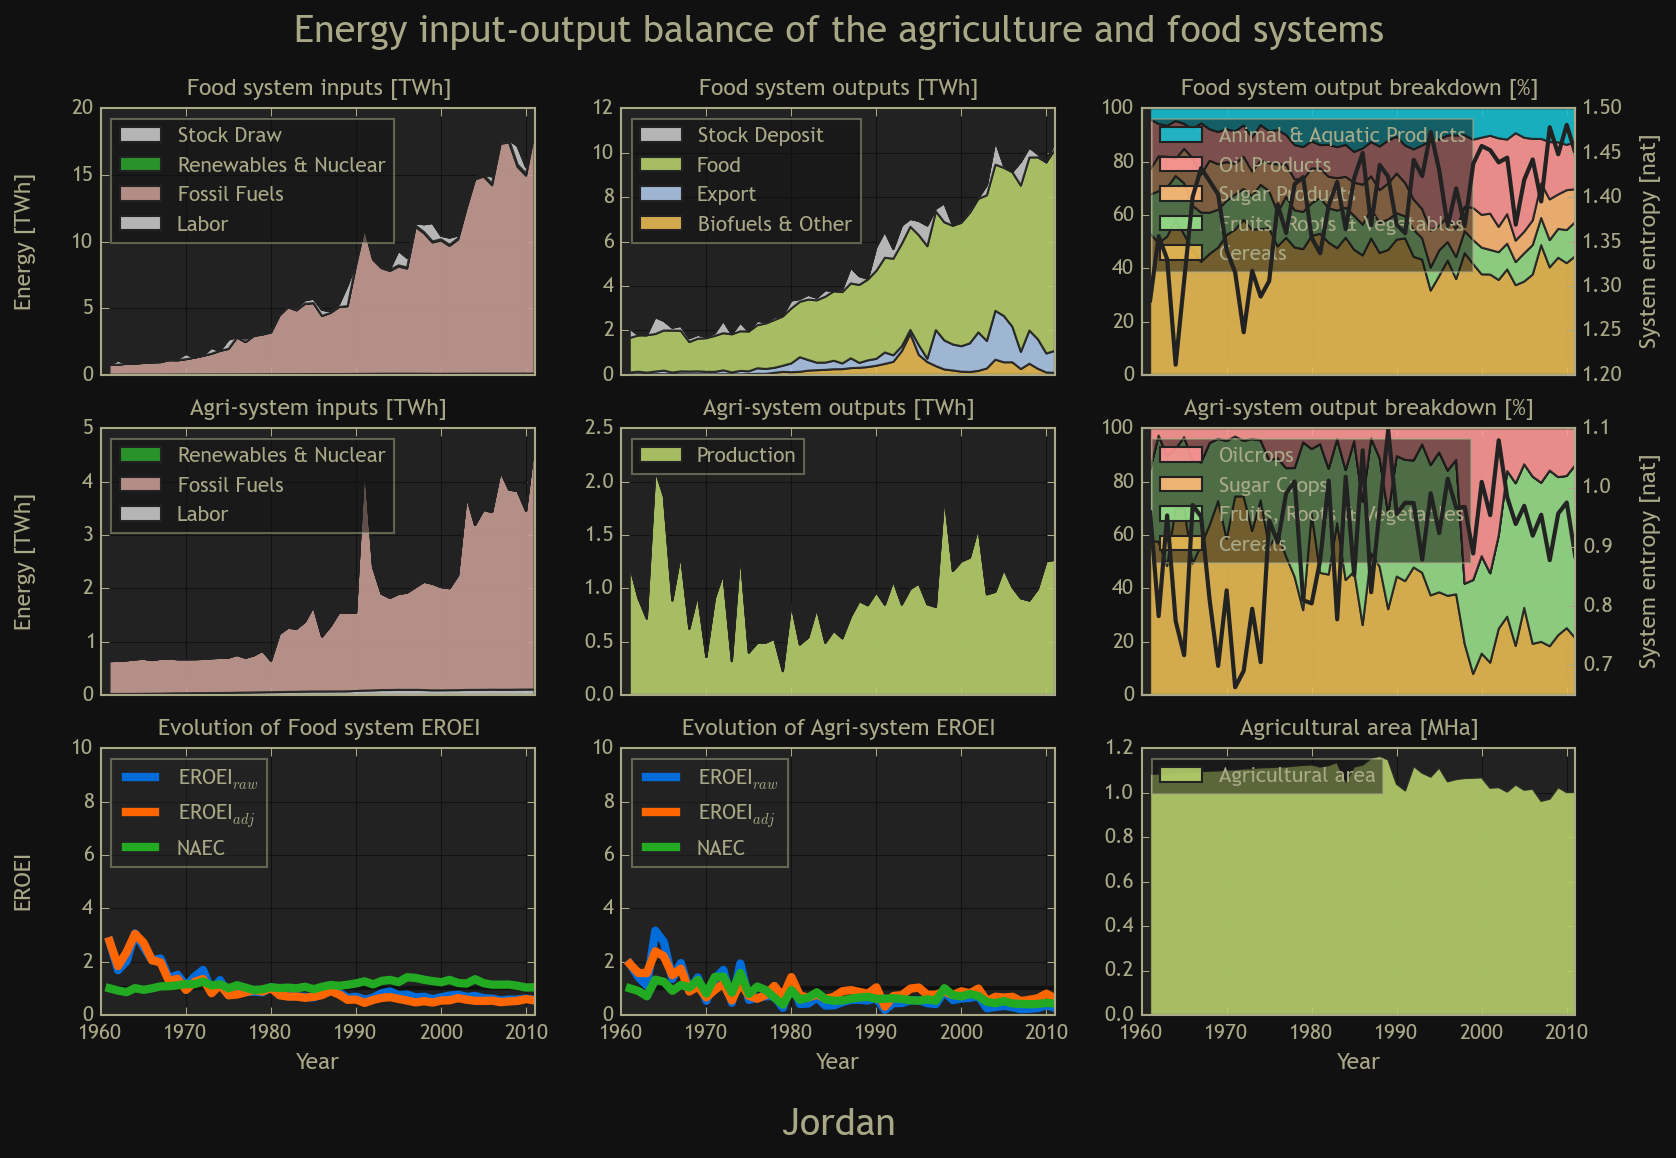 Energy input-output balance of the agriculture and food systems
Food system inputs [TWh]
Energy [TWh]
20
15
10
5
0
Stock Draw
Renewables & Nuclear
Fossil Fuels
Labor
Food system outputs [TWh]
12
10
8
6
4
2
0
Stock Deposit
Food
Export
Biofuels & Other
Food system output breakdown [%]
100
80
60
40
20
0
Animal & Aquatic Products
Oil Products
Sugar Products
Fruits, Roots & Vegetables
Cereals
1.50
1.45
1.40
1.35
1.30
1.25
1.20
System entropy [nat]
Agri-system inputs [TWh]
Energy [TWh]
5
4
3
2
1
0
Renewables & Nuclear
Fossil Fuels
Labor
Agri-system outputs [TWh]
2.5
2.0
1.5
1.0
0.5
0.0
Production
Agri-system output breakdown [%]
100
80
60
40
20
0
Oilcrops
Sugar Crops
Fruits, Roots & Vegetables
Cereals
1.1
1.0
0.9
0.8
0.7
System entropy [nat]
Evolution of Food system EROEI
EROEI
10
8
6
4
2
0
EROEIraw
EROEIadj
NAEC
1960 1970 1980 1990 2000 2010
Year
Evolution of Agri-system EROEI
10
8
6
4
2
0
EROEIraw
EROEIadj
NAEC
1960 1970 1980 1990 2000 2010
Year
Agricultural area [MHa]
1.2
1.0
0.8
0.6
0.4
0.2
0.0
Agricultural area
1960 1970 1980 1990 2000 2010
Year
Jordan